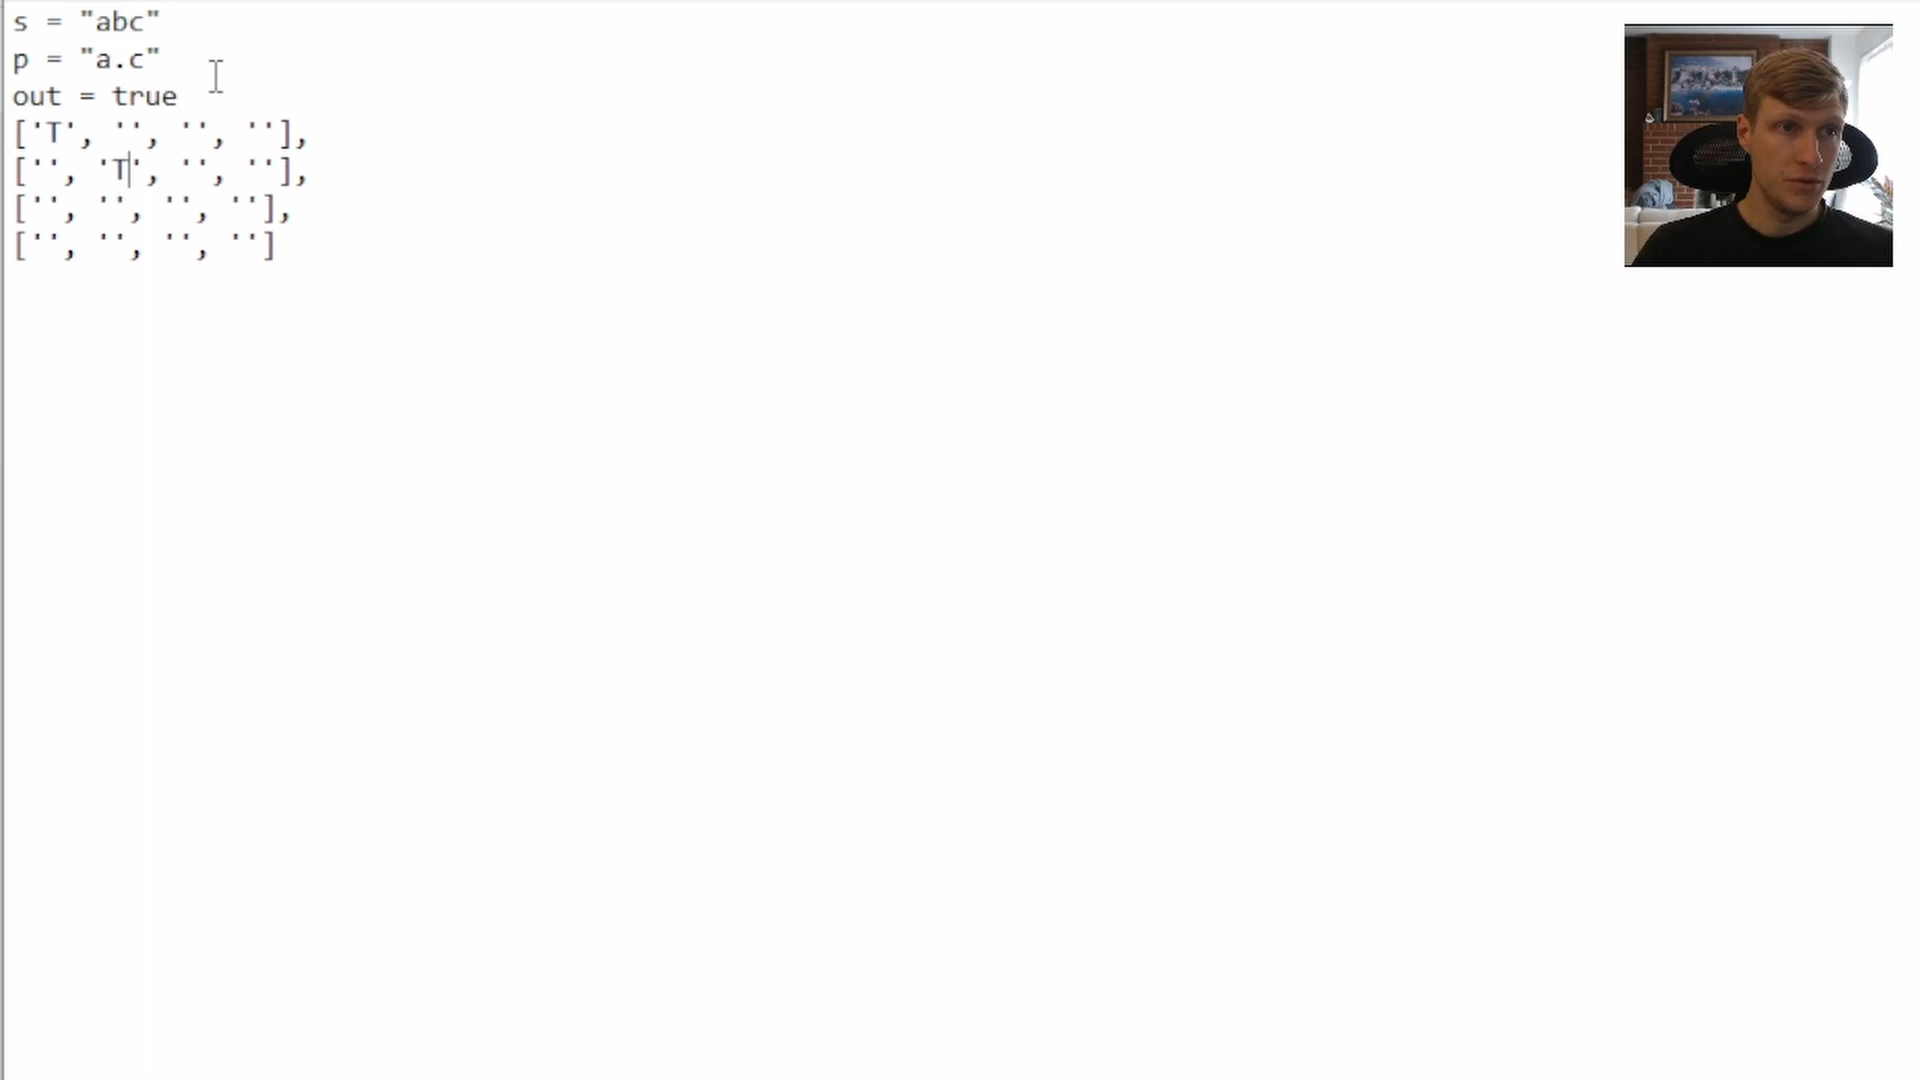 s = "abc"
p = "a.c"
out = true
['T', '', '', ''],
['', 'T', '', ''],
['', '', '', ''],
['', '', '', '']